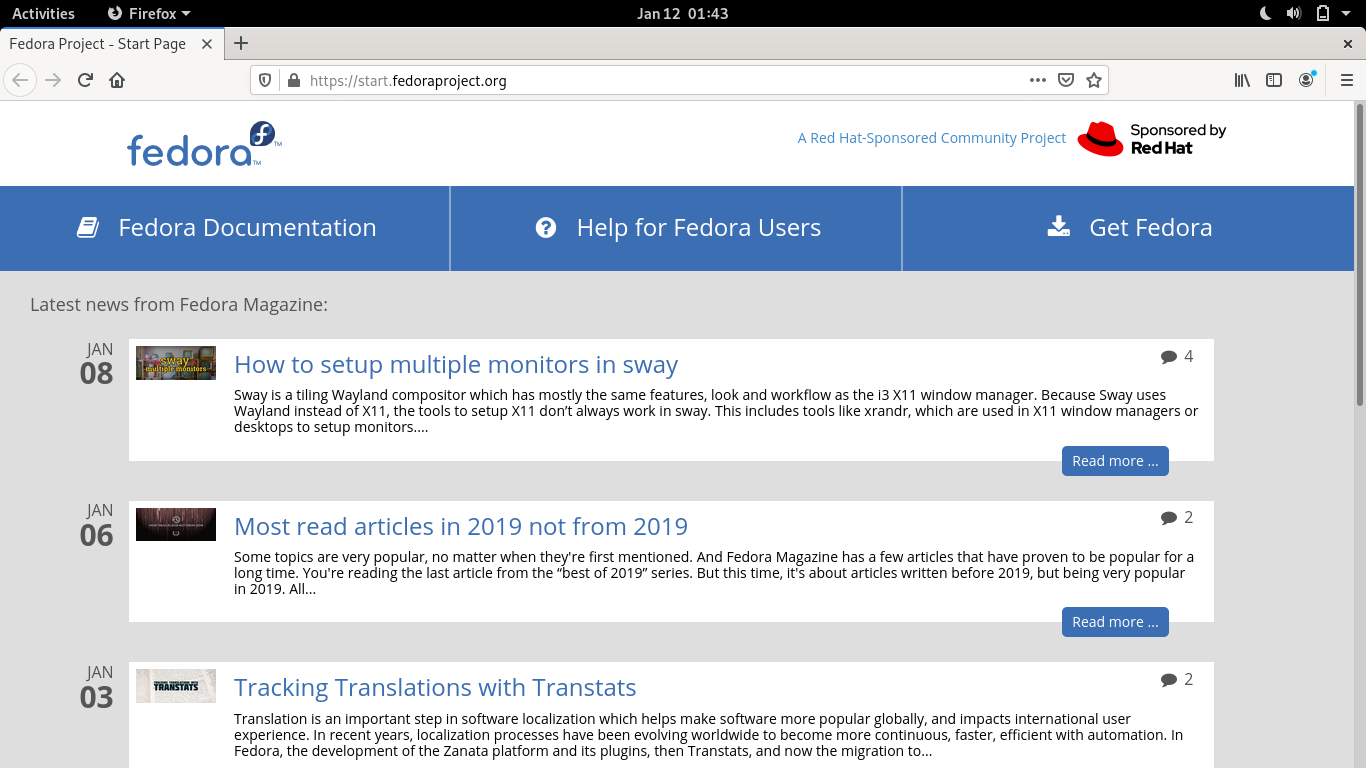 Activities Firefox Jan 12 01:43
Fedora Project - Start Page
https://start.fedoraproject.org
fedora™
A Red Hat-Sponsored Community Project
Sponsored by
Red Hat
Fedora Documentation
Help for Fedora Users
Get Fedora
Latest news from Fedora Magazine:
JAN
08
sway
multiple monitors
How to setup multiple monitors in sway
4
Sway is a tiling Wayland compositor which has mostly the same features, look and workflow as the i3 X11 window manager. Because Sway uses
Wayland instead of X11, the tools to setup X11 don’t always work in sway. This includes tools like xrandr, which are used in X11 window managers or
desktops to setup monitors....
Read more ...
JAN
06
Most read articles in 2019 not from 2019
2
Some topics are very popular, no matter when they're first mentioned. And Fedora Magazine has a few articles that have proven to be popular for a
long time. You're reading the last article from the “best of 2019” series. But this time, it's about articles written before 2019, but being very popular
in 2019. All...
Read more ...
JAN
03
TRACKING TRANSLATIONS WITH
TRANSTATS
Tracking Translations with Transtats
2
Translation is an important step in software localization which helps make software more popular globally, and impacts international user
experience. In recent years, localization processes have been evolving worldwide to become more continuous, faster, efficient with automation. In
Fedora, the development of the Zanata platform and its plugins, then Transtats, and now the migration to...